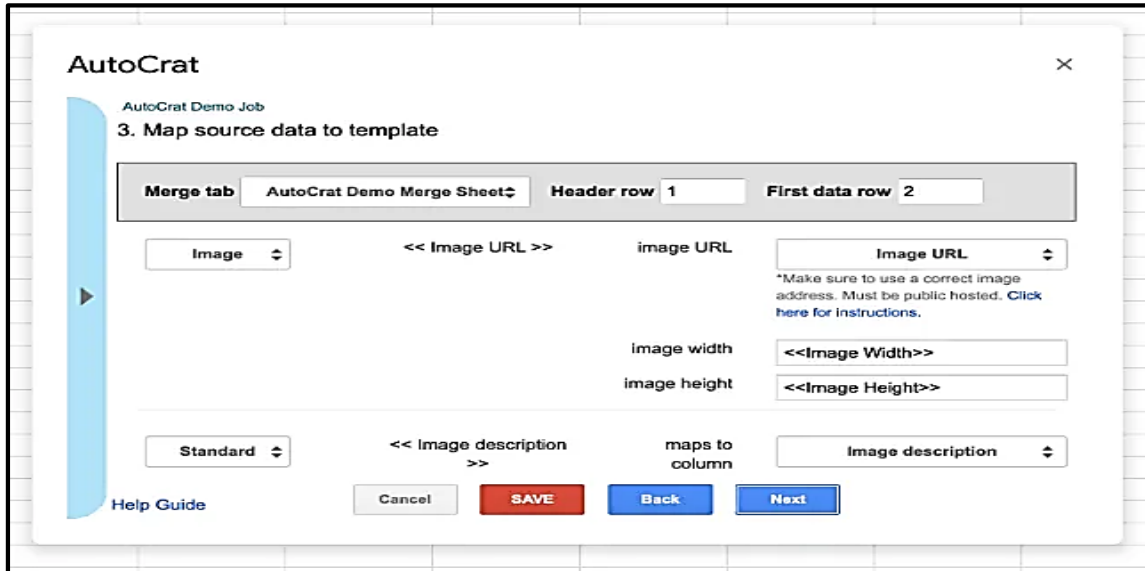 AutoCrat ×
AutoCrat Demo Job
3. Map source data to template
Merge tab AutoCrat Demo Merge Sheet Header row 1 First data row 2
Image << Image URL >> image URL Image URL
*Make sure to use a correct image
address. Must be public hosted. Click
here for instructions.
image width <<Image Width>>
image height <<Image Height>>
Standard << Image description
>> maps to
column Image description
Help Guide Cancel SAVE Back Next